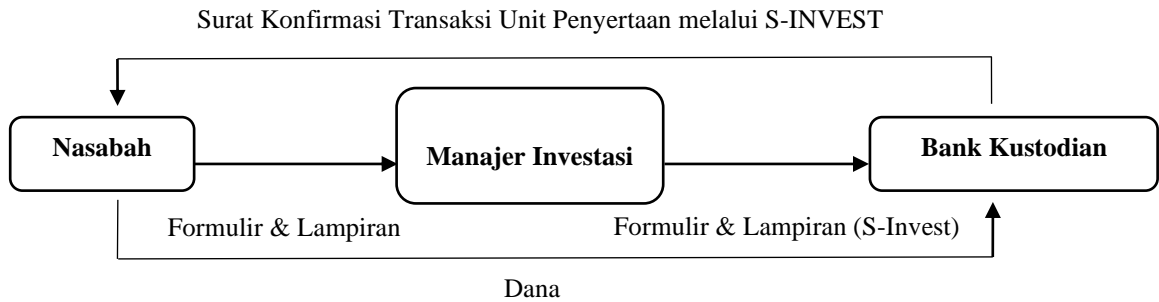 Surat Konfirmasi Transaksi Unit Penyertaan melalui S-INVEST
Nasabah
Manajer Investasi
Bank Kustodian
Formulir & Lampiran
Formulir & Lampiran (S-Invest)
Dana